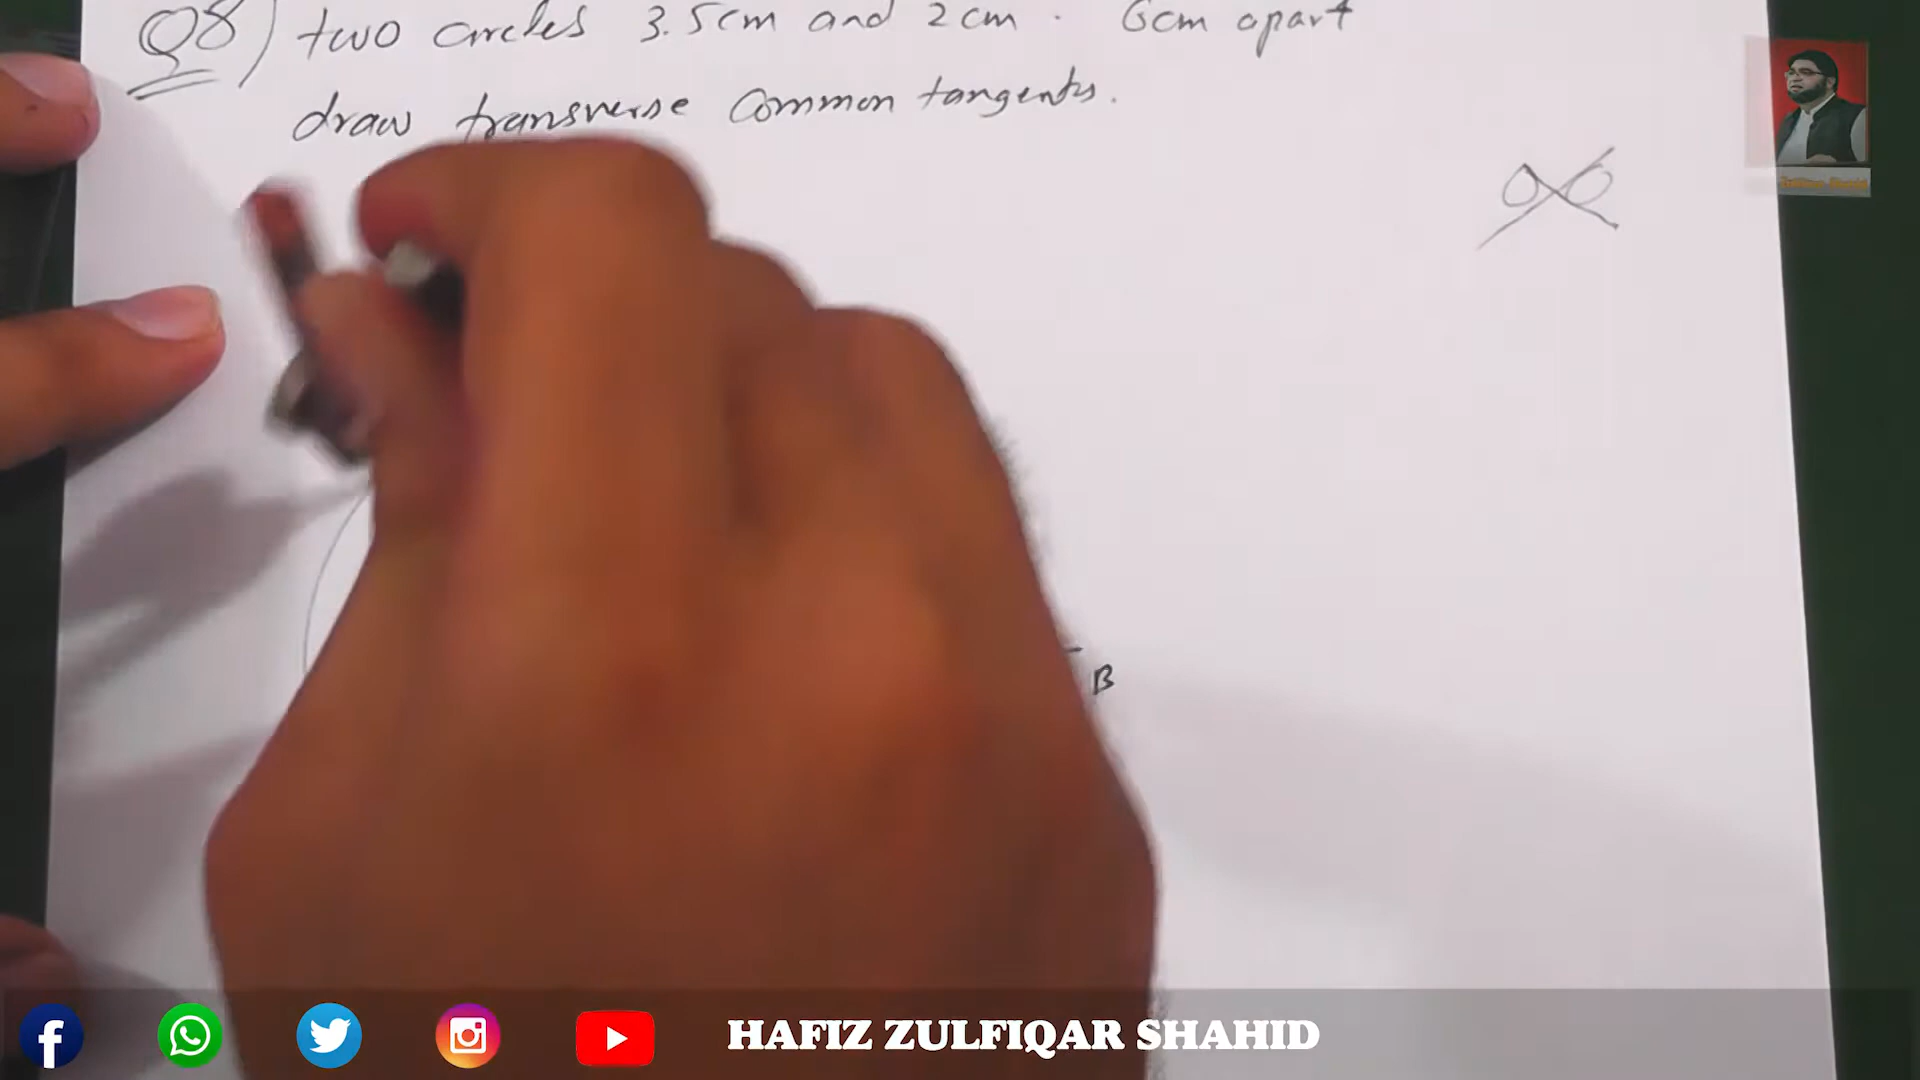 Q8) two circles 3.5cm and 2cm. 6cm apart
draw transverse common tangents.
B
HAFIZ ZULFIQAR SHAHID